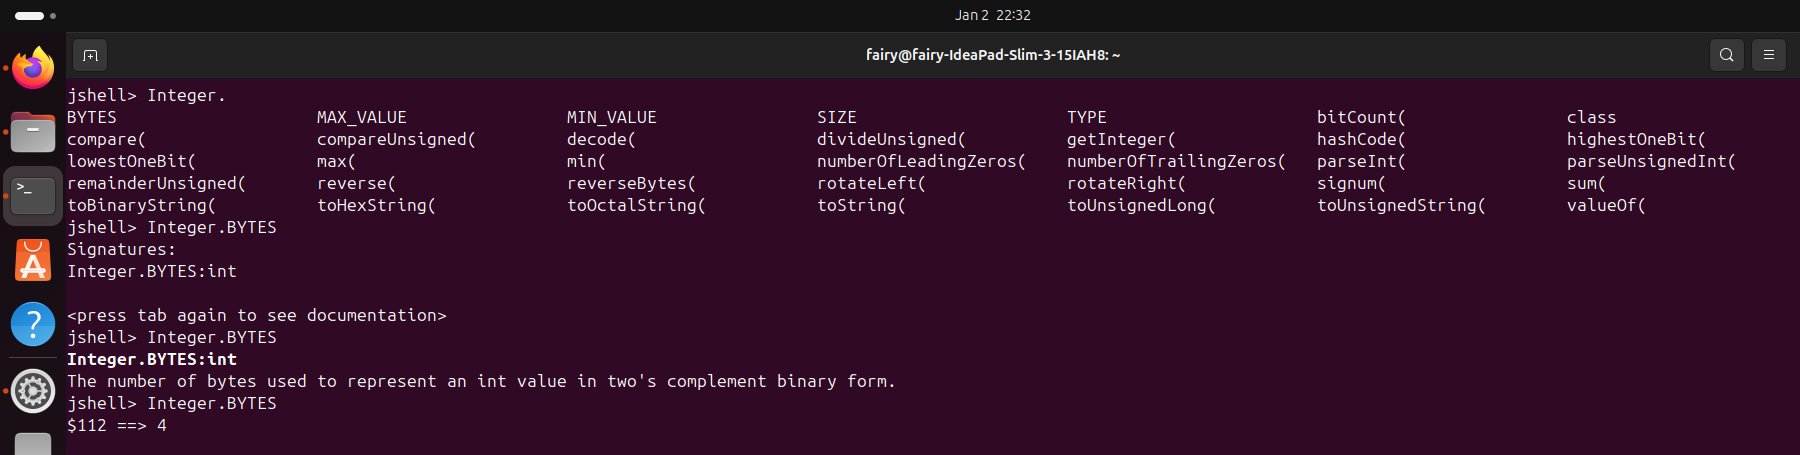 Jan 2 22:32
fairy@fairy-IdeaPad-Slim-3-15IAH8: ~
jshell> Integer.
BYTES MAX_VALUE MIN_VALUE SIZE TYPE bitCount( class
compare( compareUnsigned( decode( divideUnsigned( getInteger( hashCode( highestOneBit(
lowestOneBit( max( min( numberOfLeadingZeros( numberOfTrailingZeros( parseInt( parseUnsignedInt(
remainderUnsigned( reverse( reverseBytes( rotateLeft( rotateRight( signum( sum(
toBinaryString( toHexString( toOctalString( toString( toUnsignedLong( toUnsignedString( valueOf(
jshell> Integer.BYTES
Signatures:
Integer.BYTES:int
<press tab again to see documentation>
jshell> Integer.BYTES
Integer.BYTES:int
The number of bytes used to represent an int value in two's complement binary form.
jshell> Integer.BYTES
$112 ==> 4